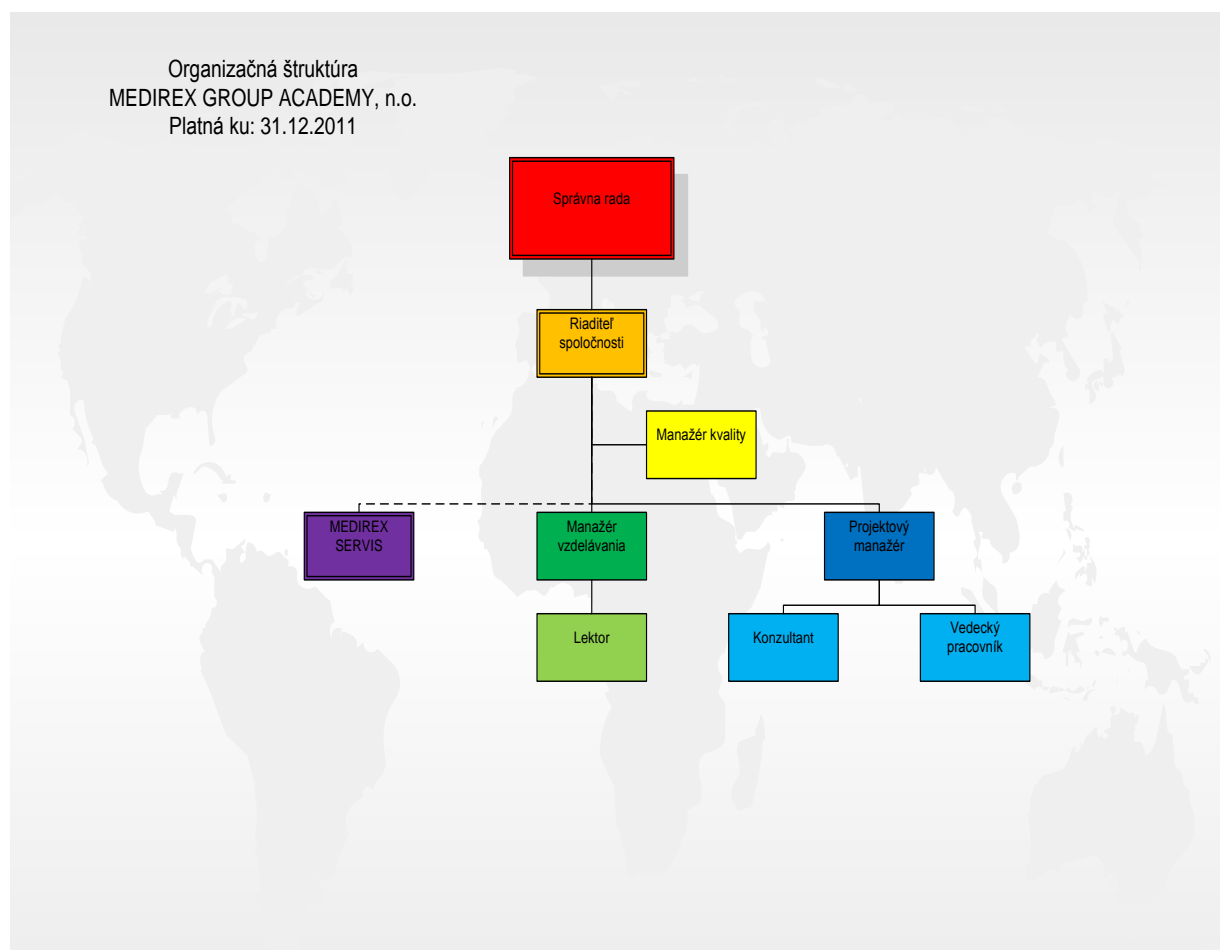 Organizačná štruktúra
MEDIREX GROUP ACADEMY, n.o.
Platná ku: 31.12.2011
Správna rada
Riaditeľ
spoločnosti
Manažér kvality
MEDIREX
SERVIS
Manažér
vzdelávania
Projektový
manažér
Lektor
Konzultant
Vedecký
pracovník